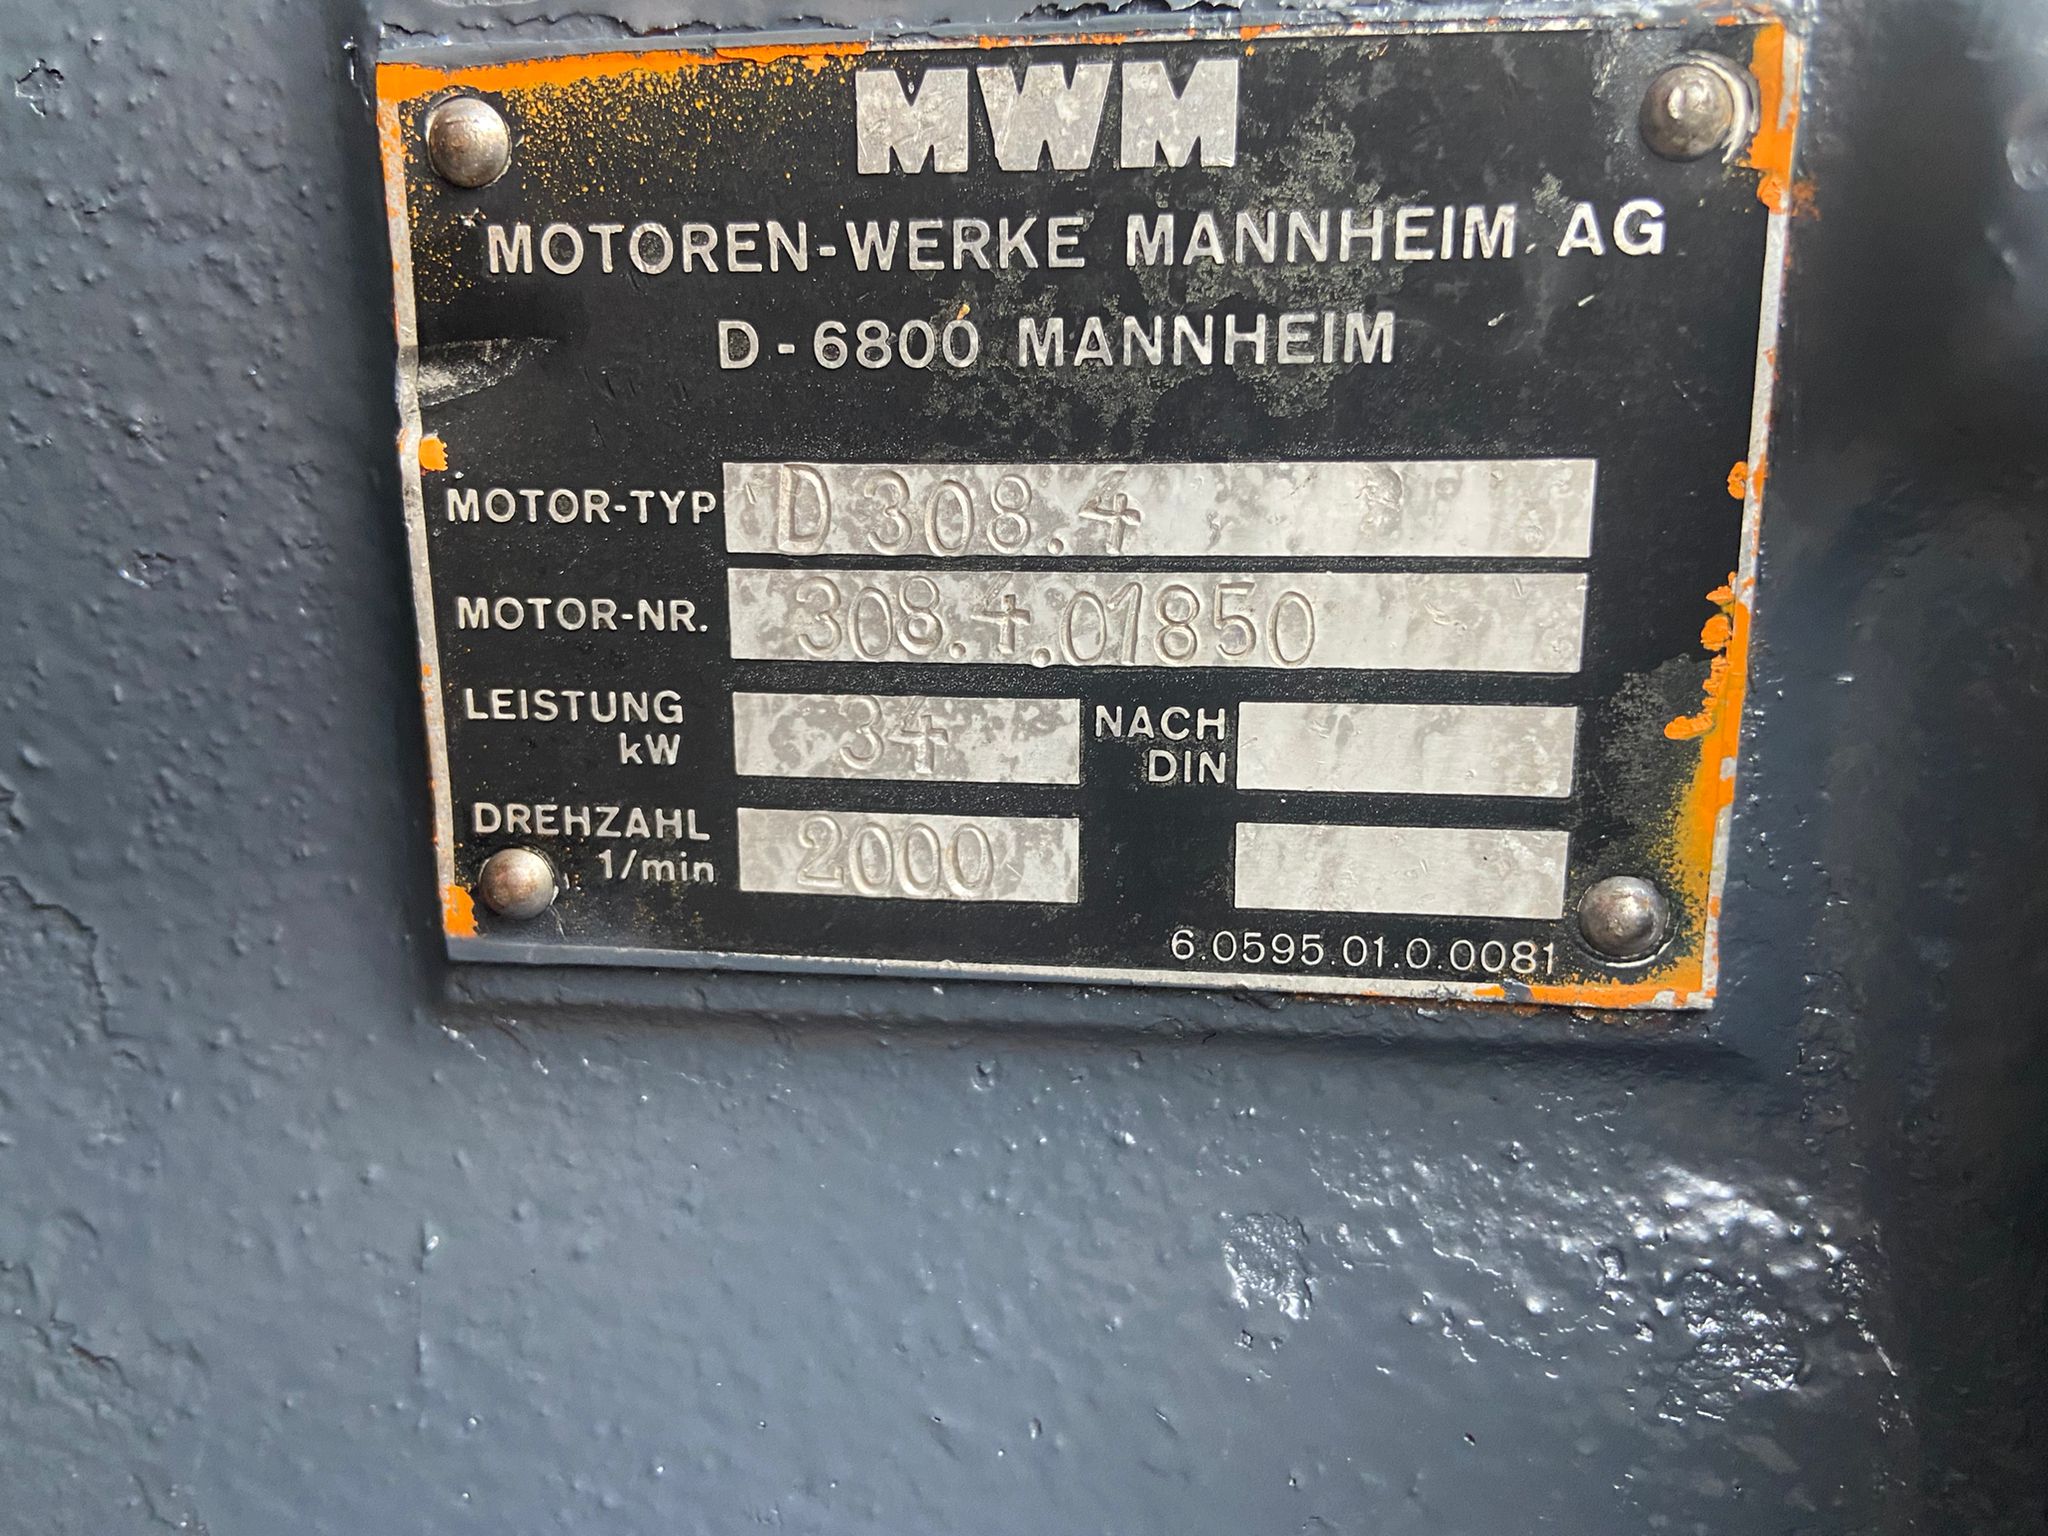 MWM
MOTOREN-WERKE MANNHEIM AG
D-6800 MANNHEIM
MOTOR-TYP D 308.4
MOTOR-NR. 308.4.01850
LEISTUNG kW 34 NACH DIN
DREHZAHL 1/min 2000
6.0595.01.0.0081